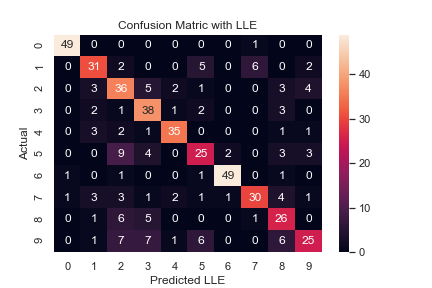 Confusion Matric with LLE
0 49 0 0 0 0 0 0 1 0 0
1 0 31 2 0 0 5 0 6 0 2
2 0 3 36 5 2 1 0 0 3 4
3 0 2 1 38 1 2 0 0 3 0
4 0 3 2 1 35 0 0 0 1 1
5 0 0 9 4 0 25 2 0 3 3
6 1 0 1 0 0 1 49 0 0 0
7 1 3 3 1 2 1 1 30 4 1
8 0 1 6 5 0 0 0 1 26 0
9 0 1 7 7 1 6 0 0 6 25
0 1 2 3 4 5 6 7 8 9
Predicted LLE
Actual
40
30
20
10
0